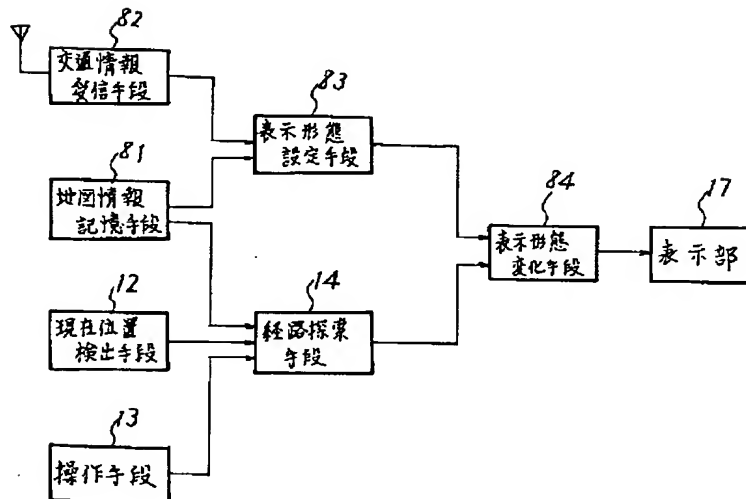 82
交通情報
受信手段
83
表示形態
設定手段
81
地図情報
記憶手段
84
表示形態
変化手段
17
表示部
12
現在位置
検出手段
14
経路探索
手段
13
操作手段